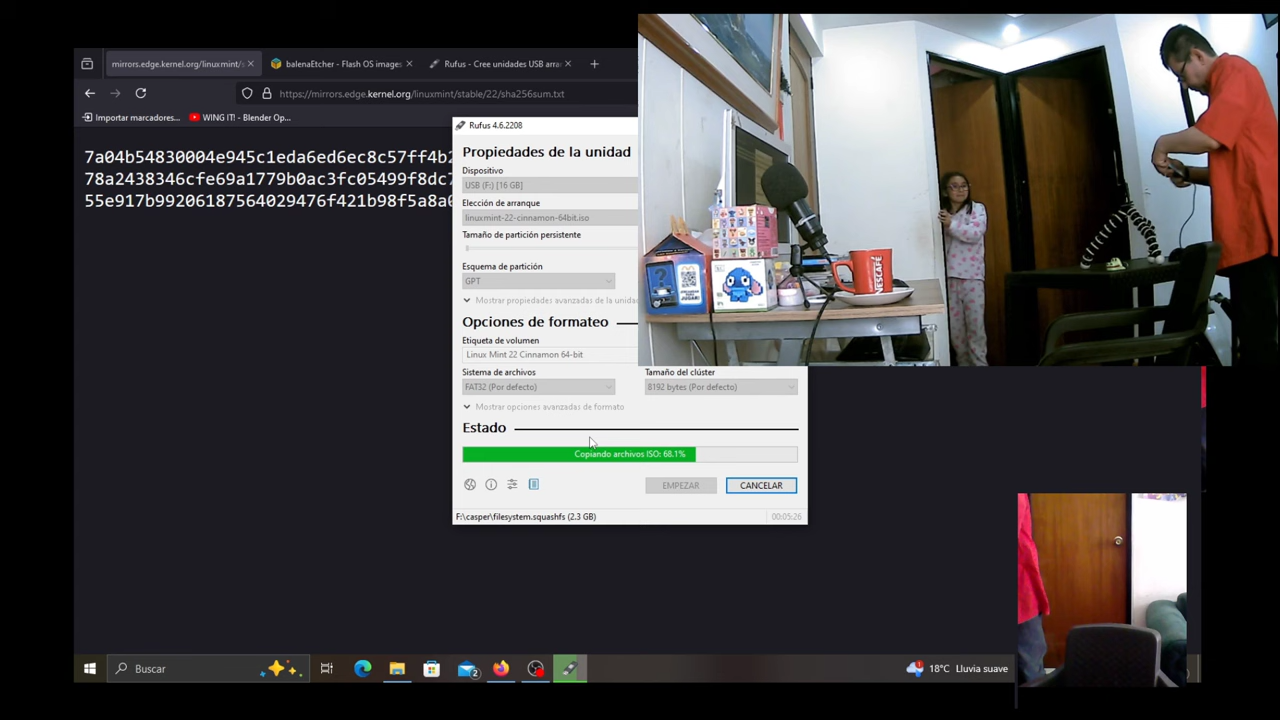 mirrors.edge.kernel.org/linuxmint/s
balenaEtcher - Flash OS images
Rufus - Cree unidades USB arra
https://mirrors.edge.kernel.org/linuxmint/stable/22/sha256sum.txt
Importar marcadores...
WING IT! - Blender Op...
7a04b54830004e945c1eda6ed6ec8c57ff4b2
78a2438346cfe69a1779b0ac3fc05499f8dc7
55e917b99206187564029476f421b98f5a8a0
Rufus 4.6.2208
Propiedades de la unidad
Dispositivo
USB (F:) [16 GB]
Elección de arranque
linuxmint-22-cinnamon-64bit.iso
Tamaño de partición persistente
Esquema de partición
GPT
Mostrar propiedades avanzadas de la unidad
Opciones de formateo
Etiqueta de volumen
Linux Mint 22 Cinnamon 64-bit
Sistema de archivos
Tamaño del clúster
FAT32 (Por defecto)
8192 bytes (Por defecto)
Mostrar opciones avanzadas de formato
Estado
Copiando archivos ISO: 68.1%
EMPEZAR
CANCELAR
F:\casper\filesystem.squashfs (2.3 GB)
00:05:26
NESCAFÉ
Buscar
2
1
18°C Lluvia suave